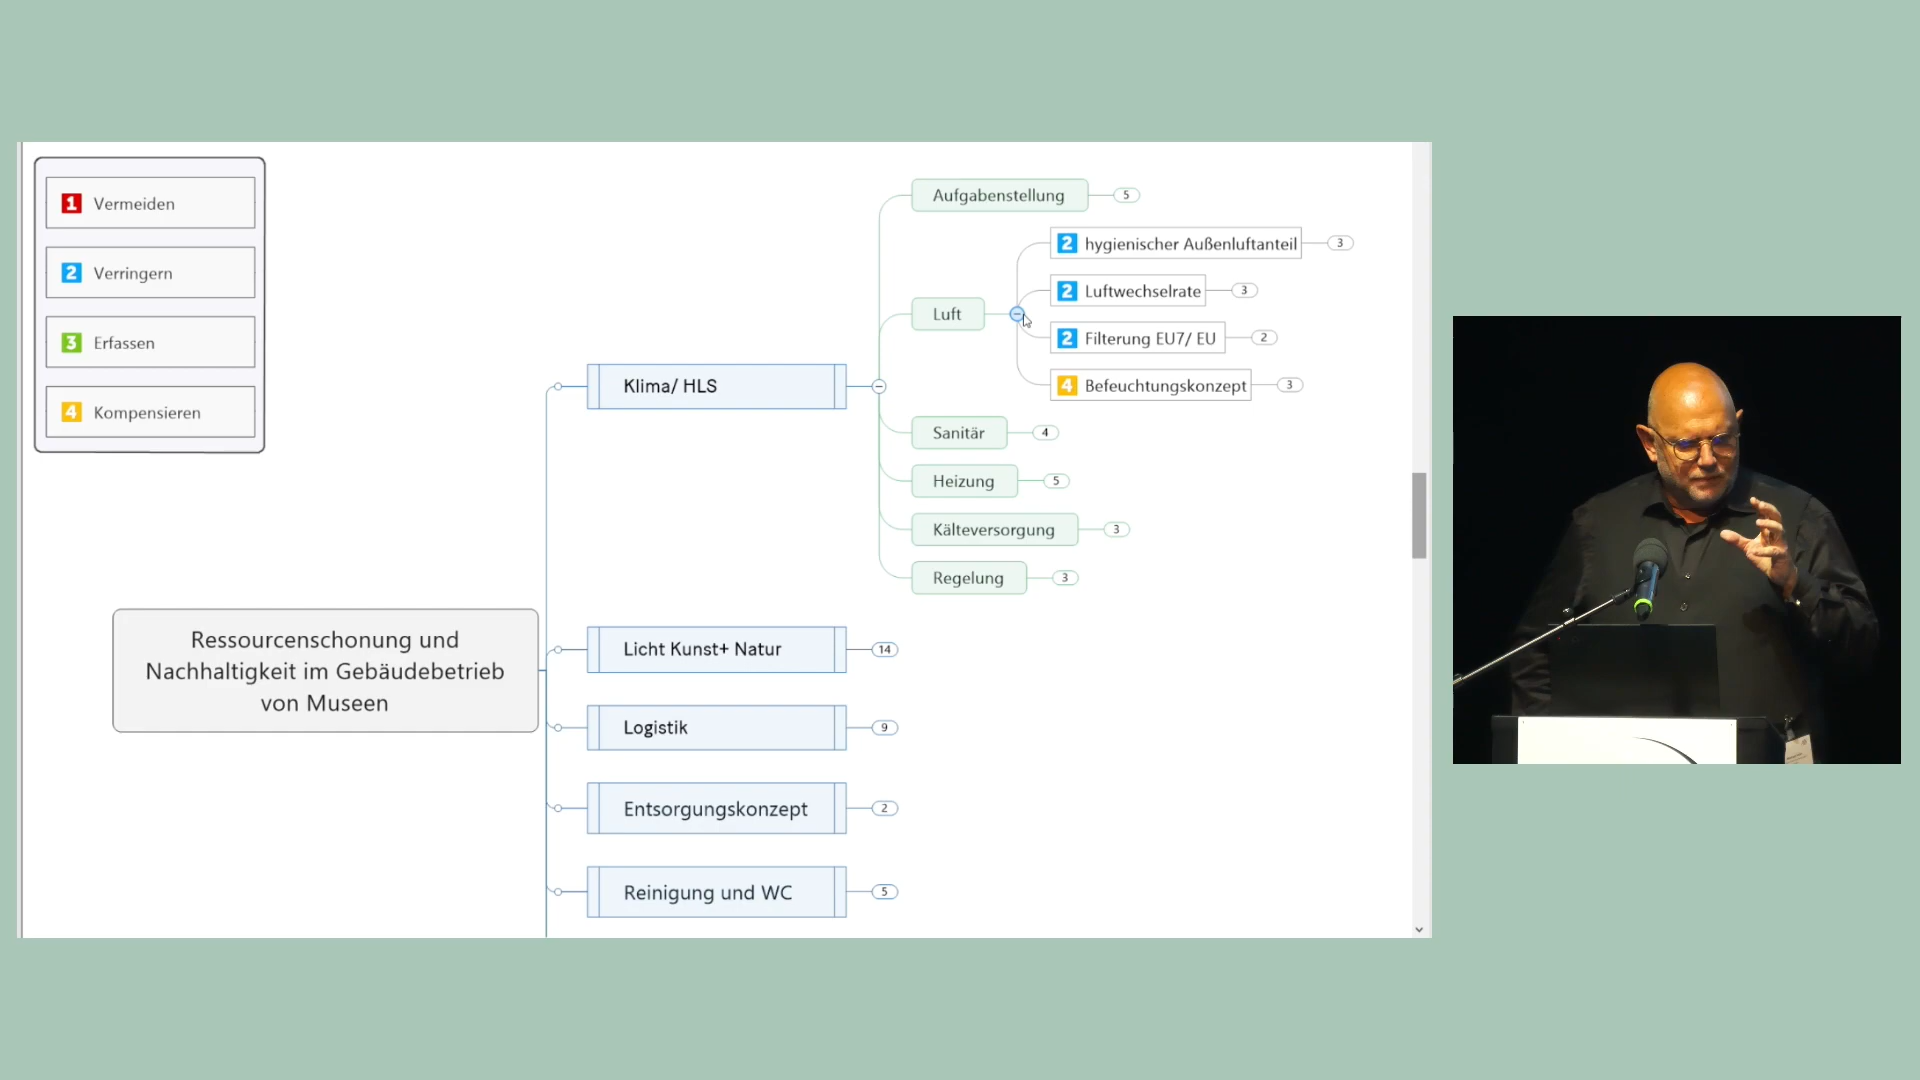 1 Vermeiden
2 Verringern
3 Erfassen
4 Kompensieren
Ressourcenschonung und
Nachhaltigkeit im Gebäudebetrieb
von Museen
Klima/ HLS
Aufgabenstellung 5
Luft
2 hygienischer Außenluftanteil 3
2 Luftwechselrate 3
2 Filterung EU7/ EU 2
4 Befeuchtungskonzept 3
Sanitär 4
Heizung 5
Kälteversorgung 3
Regelung 3
Licht Kunst+ Natur 14
Logistik 9
Entsorgungskonzept 2
Reinigung und WC 5